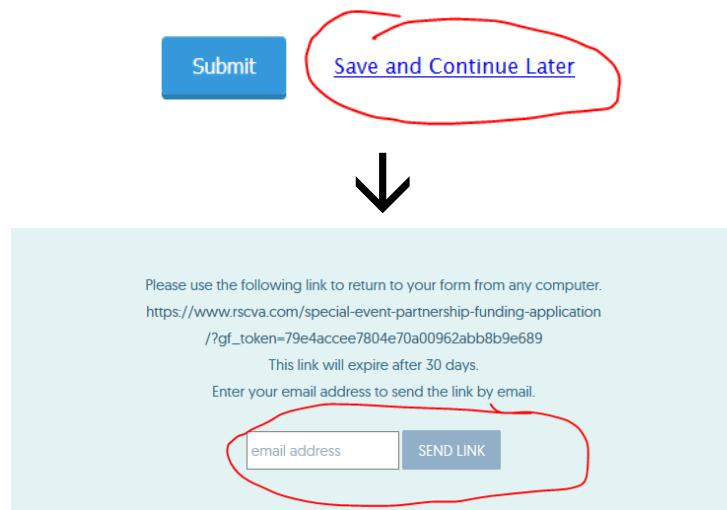 Submit Save and Continue Later
Please use the following link to return to your form from any computer.
https://www.rscva.com/special-event-partnership-funding-application
/?gf_token=79e4accee7804e70a00962abb8b9e689
This link will expire after 30 days.
Enter your email address to send the link by email.
email address SEND LINK